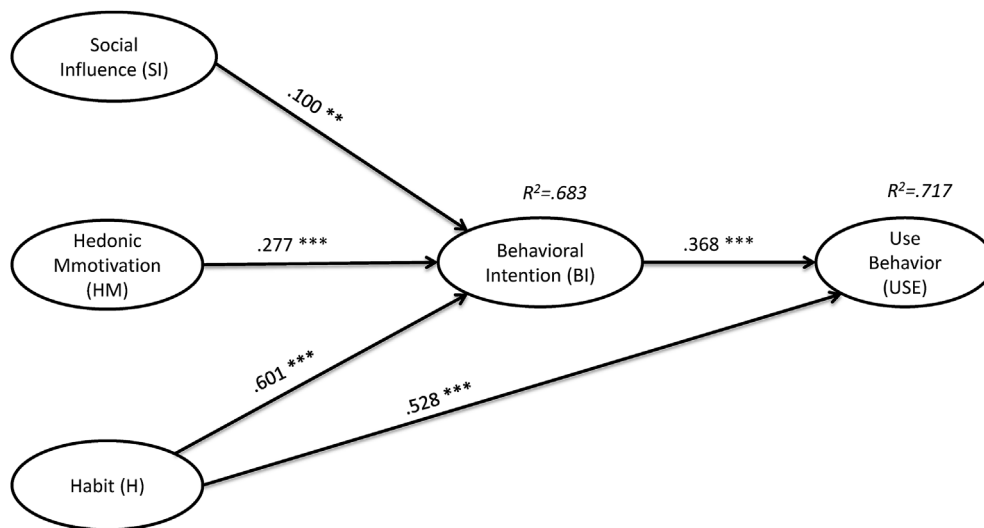 Social
Influence (SI)
.100 **
R²=.683
R²=.717
Hedonic
Mmotivation
(HM)
.277 ***
Behavioral
Intention (BI)
.368 ***
Use
Behavior
(USE)
.601 ***
.528 ***
Habit (H)